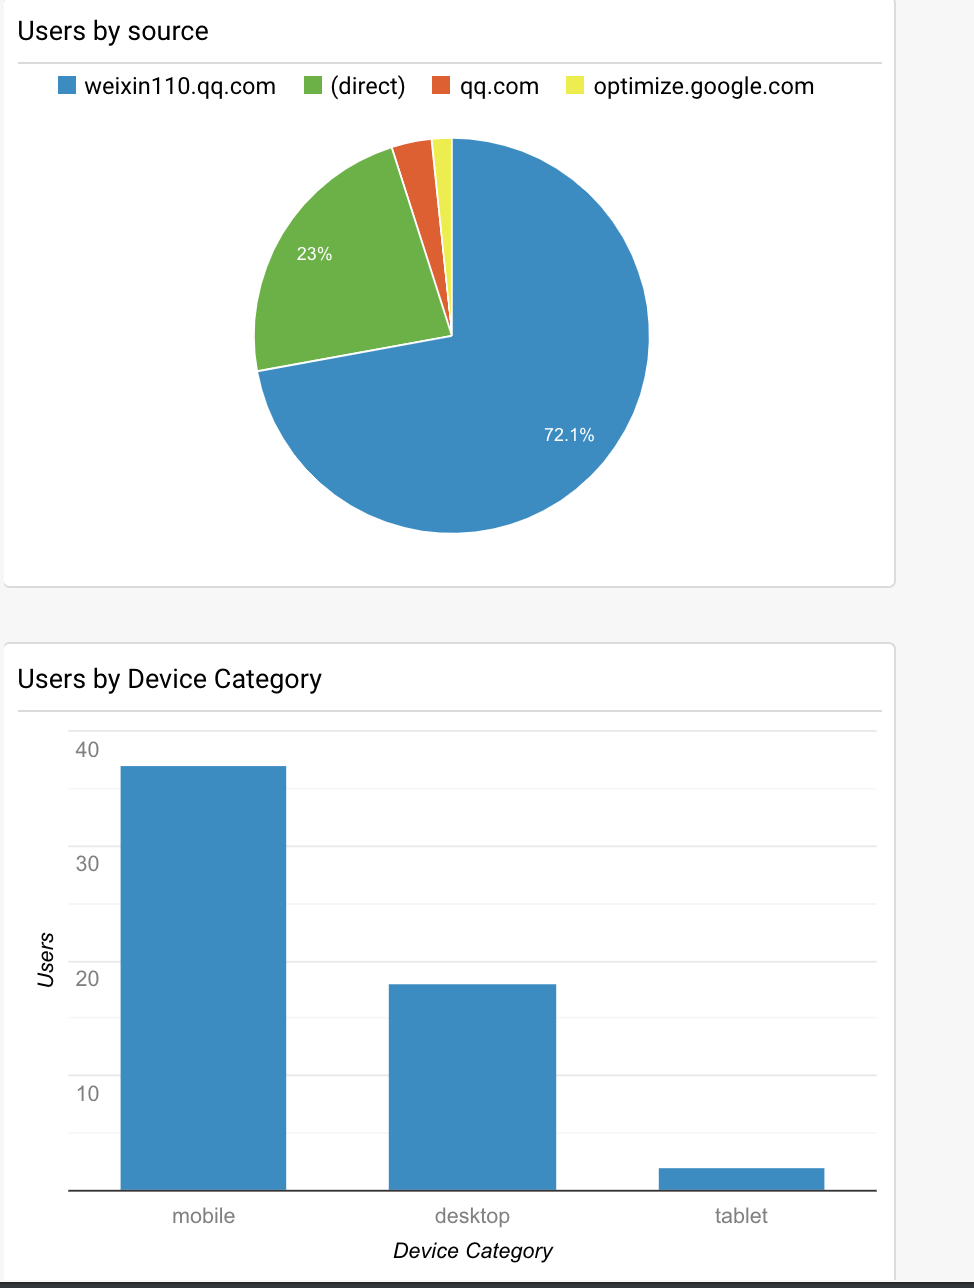 Users by source
weixin110.qq.com (direct) qq.com optimize.google.com
23%
72.1%
Users by Device Category
40
30
20
10
Users
mobile desktop tablet
Device Category